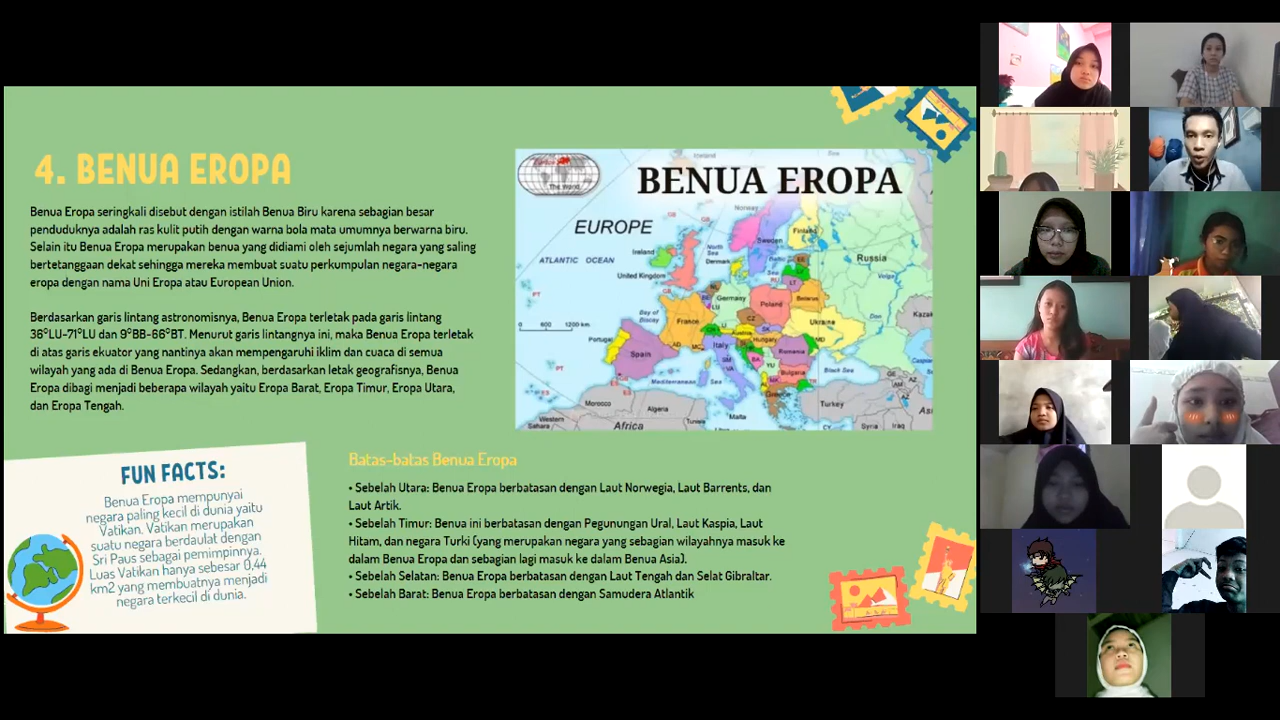 4. BENUA EROPA
Benua Eropa seringkali disebut dengan istilah Benua Biru karena sebagian besar
penduduknya adalah ras kulit putih dengan warna bola mata umumnya berwarna biru.
Selain itu Benua Eropa merupakan benua yang didiami oleh sejumlah negara yang saling
bertetanggaan dekat sehingga mereka membuat suatu perkumpulan negara-negara
eropa dengan nama Uni Eropa atau European Union.
Berdasarkan garis lintang astronomisnya, Benua Eropa terletak pada garis lintang
36°LU-71°LU dan 9°BB-66°BT. Menurut garis lintangnya ini, maka Benua Eropa terletak
di atas garis ekuator yang nantinya akan mempengaruhi iklim dan cuaca di semua
wilayah yang ada di Benua Eropa. Sedangkan, berdasarkan letak geografisnya, Benua
Eropa dibagi menjadi beberapa wilayah yaitu Eropa Barat, Eropa Timur, Eropa Utara,
dan Eropa Tengah.
BENUA EROPA
The World
EUROPE
ATLANTIC OCEAN
Iceland
Norway
Sweden
Finland
Russia
Volga
Ireland
United Kingdom
North
Sea
Denmark
Germany
Poland
Belarus
Ukraine
Bay of
Biscay
France
Austria
Hungary
Romania
Italy
Bulgaria
Portugal
Spain
Greece
Black Sea
Turkey
Mediterranean Sea
Morocco
Algeria
Malta
Western
Sahara
Africa
Syria
Iraq
0 600 1200 km
FUN FACTS:
Benua Eropa mempunyai
negara paling kecil di dunia yaitu
Vatikan. Vatikan merupakan
suatu negara berdaulat dengan
Sri Paus sebagai pemimpinnya.
Luas Vatikan hanya sebesar 0,44
km2 yang membuatnya menjadi
negara terkecil di dunia.
Batas-batas Benua Eropa
• Sebelah Utara: Benua Eropa berbatasan dengan Laut Norwegia, Laut Barrents, dan
Laut Artik.
• Sebelah Timur: Benua ini berbatasan dengan Pegunungan Ural, Laut Kaspia, Laut
Hitam, dan negara Turki (yang merupakan negara yang sebagian wilayahnya masuk ke
dalam Benua Eropa dan sebagian lagi masuk ke dalam Benua Asia).
• Sebelah Selatan: Benua Eropa berbatasan dengan Laut Tengah dan Selat Gibraltar.
• Sebelah Barat: Benua Eropa berbatasan dengan Samudera Atlantik